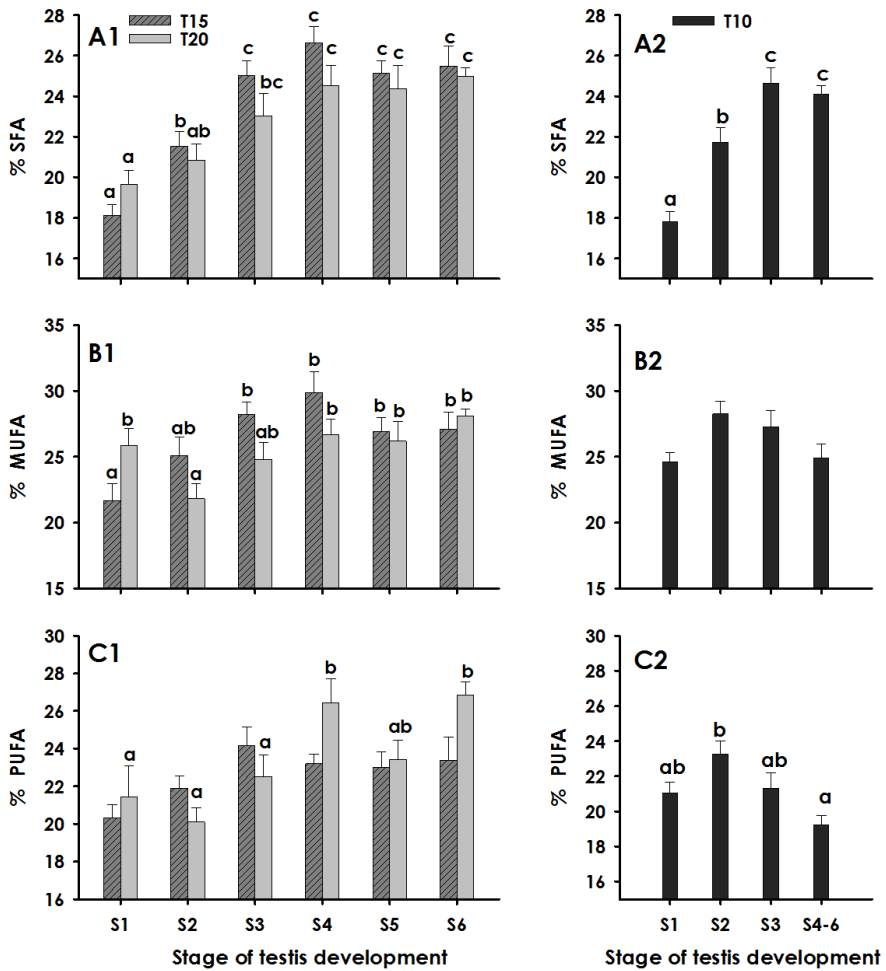 A1
T15
T20
% SFA
28
26
24
22
20
18
16
a
a
b
ab
c
bc
c
c
c
c
c
c
A2
T10
% SFA
28
26
24
22
20
18
16
a
b
c
c
B1
% MUFA
35
30
25
20
15
a
b
ab
a
b
ab
b
b
b
b
b
b
B2
% MUFA
35
30
25
20
15
C1
% PUFA
30
28
26
24
22
20
18
16
a
a
a
b
ab
b
S1 S2 S3 S4 S5 S6
Stage of testis development
C2
% PUFA
30
28
26
24
22
20
18
16
ab
b
ab
a
S1 S2 S3 S4-6
Stage of testis development